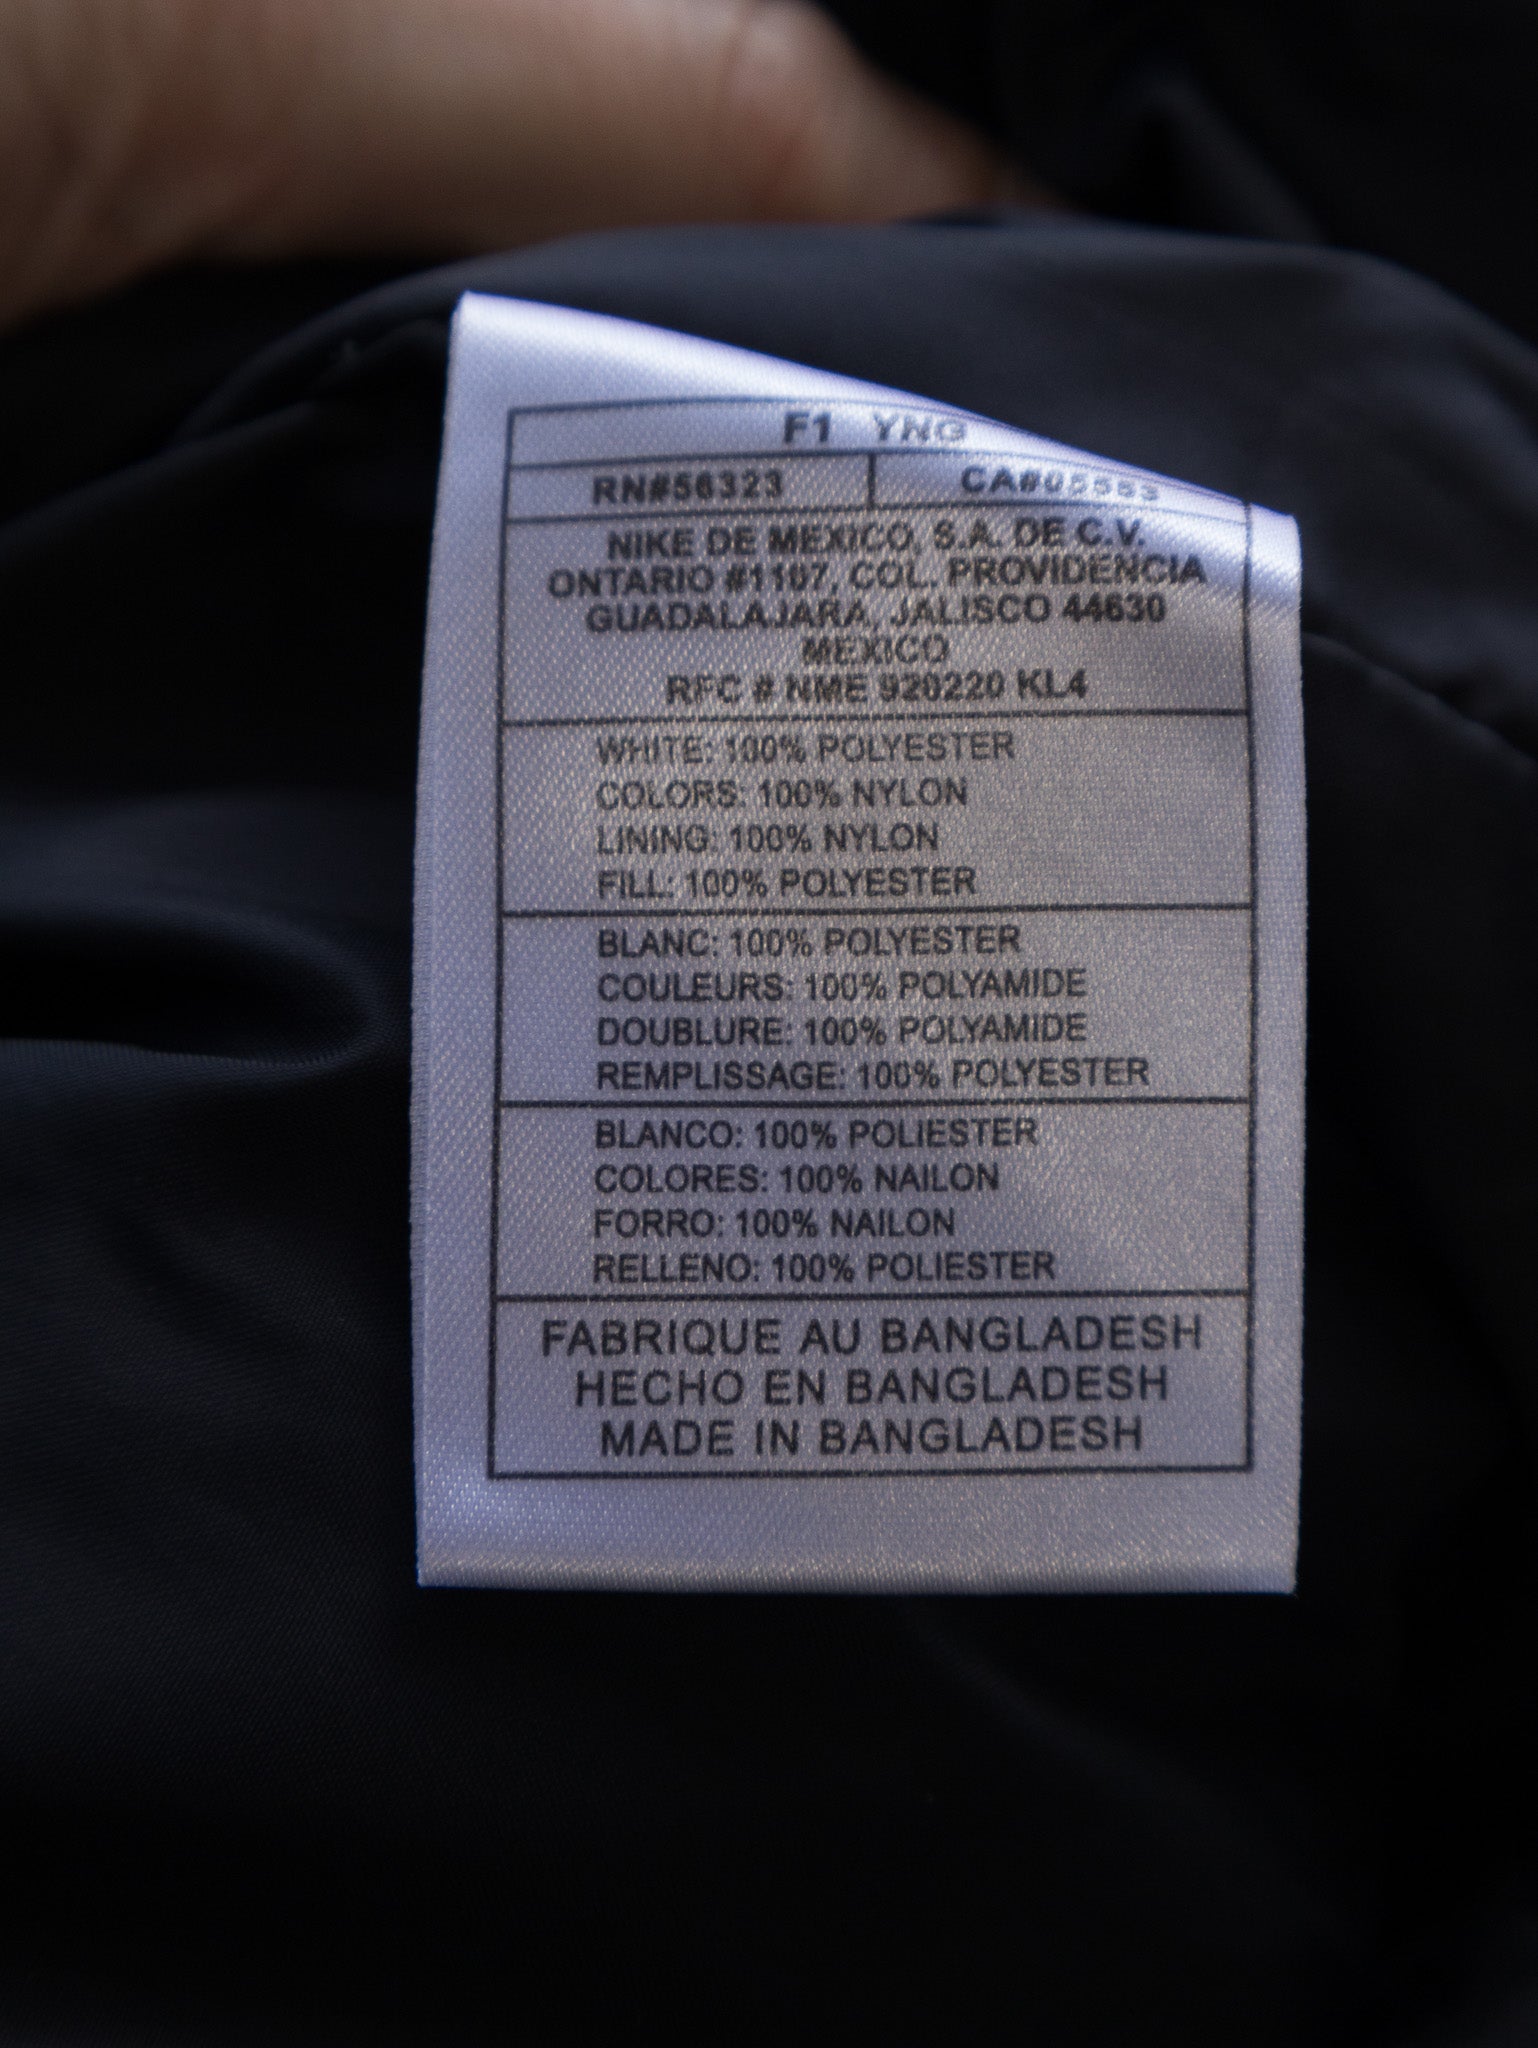 F1 YNG
RN#56323 CA#05553
NIKE DE MEXICO, S.A. DE C.V.
ONTARIO #1107, COL. PROVIDENCIA
GUADALAJARA, JALISCO 44630
MEXICO
RFC # NME 920220 KL4
WHITE: 100% POLYESTER
COLORS: 100% NYLON
LINING: 100% NYLON
FILL: 100% POLYESTER
BLANC: 100% POLYESTER
COULEURS: 100% POLYAMIDE
DOUBLURE: 100% POLYAMIDE
REMPLISSAGE: 100% POLYESTER
BLANCO: 100% POLIESTER
COLORES: 100% NAILON
FORRO: 100% NAILON
RELLENO: 100% POLIESTER
FABRIQUE AU BANGLADESH
HECHO EN BANGLADESH
MADE IN BANGLADESH